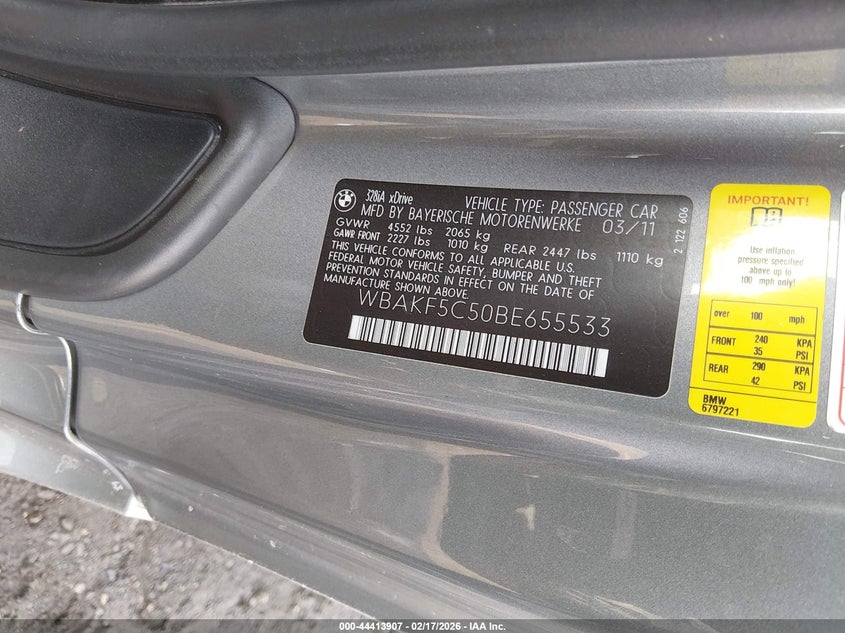 BMW
328iA xDrive VEHICLE TYPE: PASSENGER CAR
MFD BY BAYERISCHE MOTORENWERKE 03/11
GVWR 4552 lbs 2065 kg
GAWR FRONT 2227 lbs 1010 kg REAR 2447 lbs 1110 kg
THIS VEHICLE CONFORMS TO ALL APPLICABLE U.S.
FEDERAL MOTOR VEHICLE SAFETY, BUMPER AND THEFT
PREVENTION STANDARDS IN EFFECT ON THE DATE OF
MANUFACTURE SHOWN ABOVE.
WBAKF5C50BE655533
2 122 606
IMPORTANT!
Use inflation
pressure specified
above up to
100 mph only!
over 100 mph
FRONT 240 KPA
35 PSI
REAR 290 KPA
42 PSI
BMW
6797221
000-44413907 - 02/17/2026 - IAA Inc.